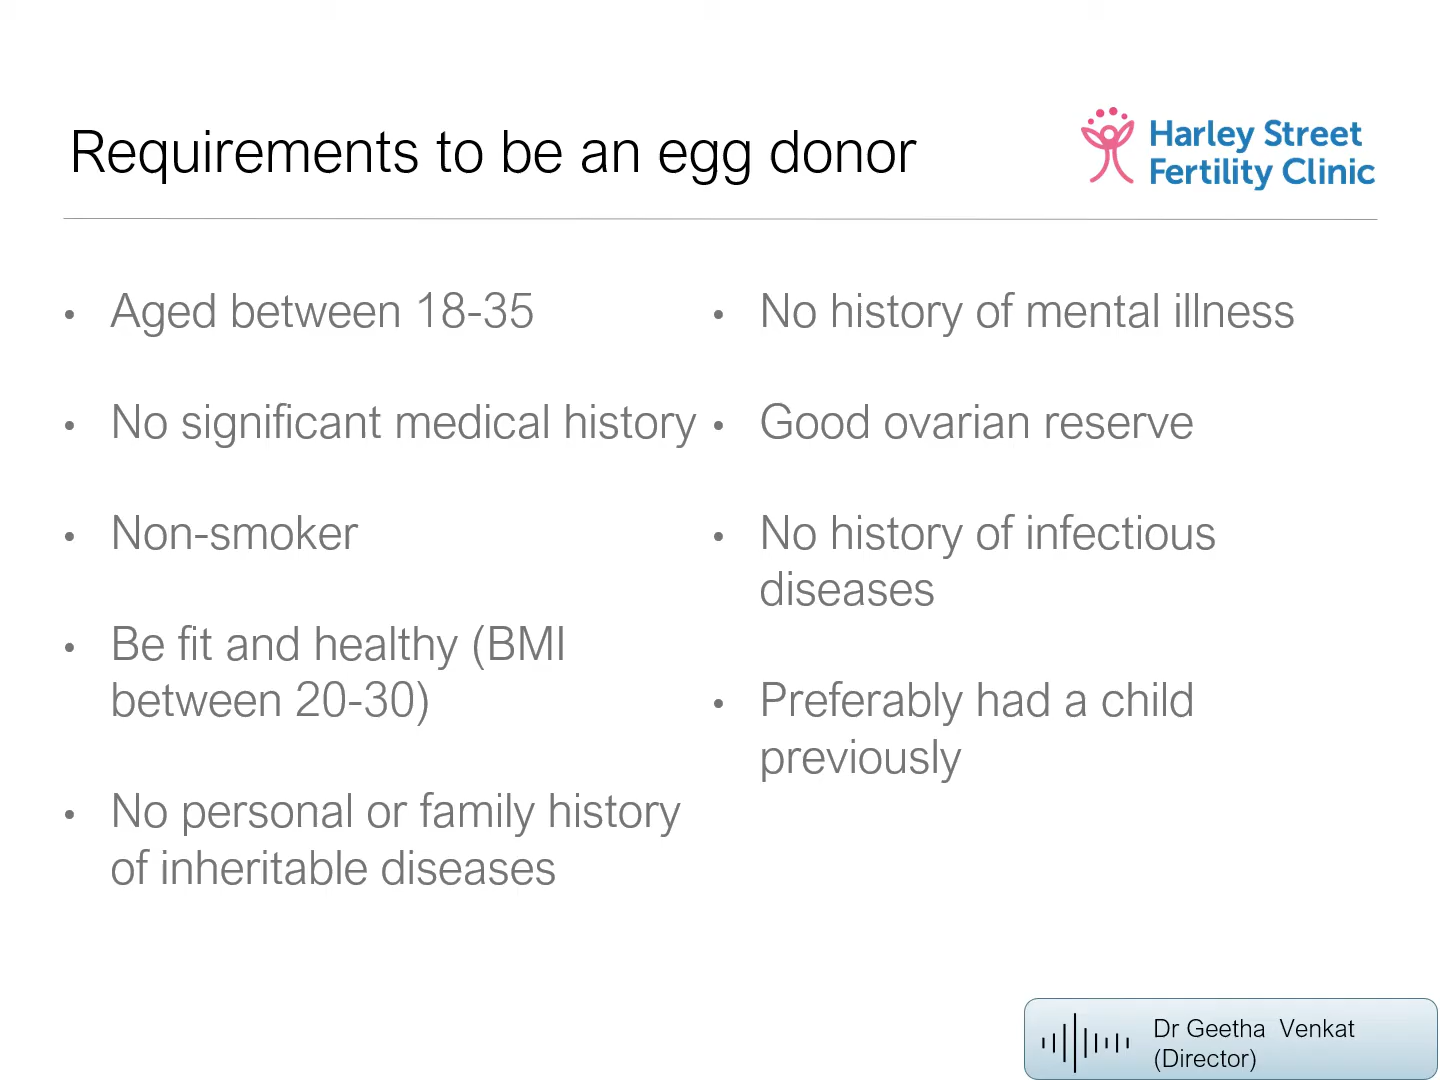 Requirements to be an egg donor
Harley Street
Fertility Clinic
• Aged between 18-35
• No significant medical history
• Non-smoker
• Be fit and healthy (BMI
between 20-30)
• No personal or family history
of inheritable diseases
• No history of mental illness
• Good ovarian reserve
• No history of infectious
diseases
• Preferably had a child
previously
Dr Geetha Venkat
(Director)